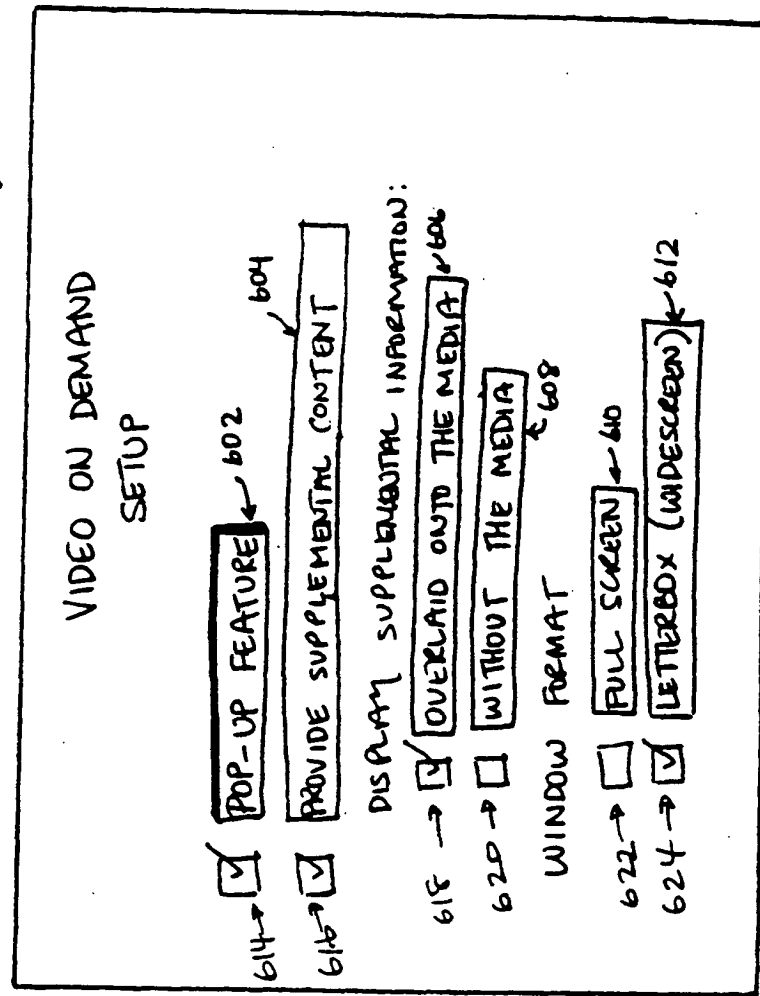 VIDEO ON DEMAND
SETUP
614 POP-UP FEATURE 602
616 PROVIDE SUPPLEMENTAL CONTENT 604
DISPLAY SUPPLEMENTAL INFORMATION:
618 OVERLAID ONTO THE MEDIA 606
620 WITHOUT THE MEDIA 608
WINDOW FORMAT
622 FULL SCREEN 610
624 LETTERBOX (WIDESCREEN) 612